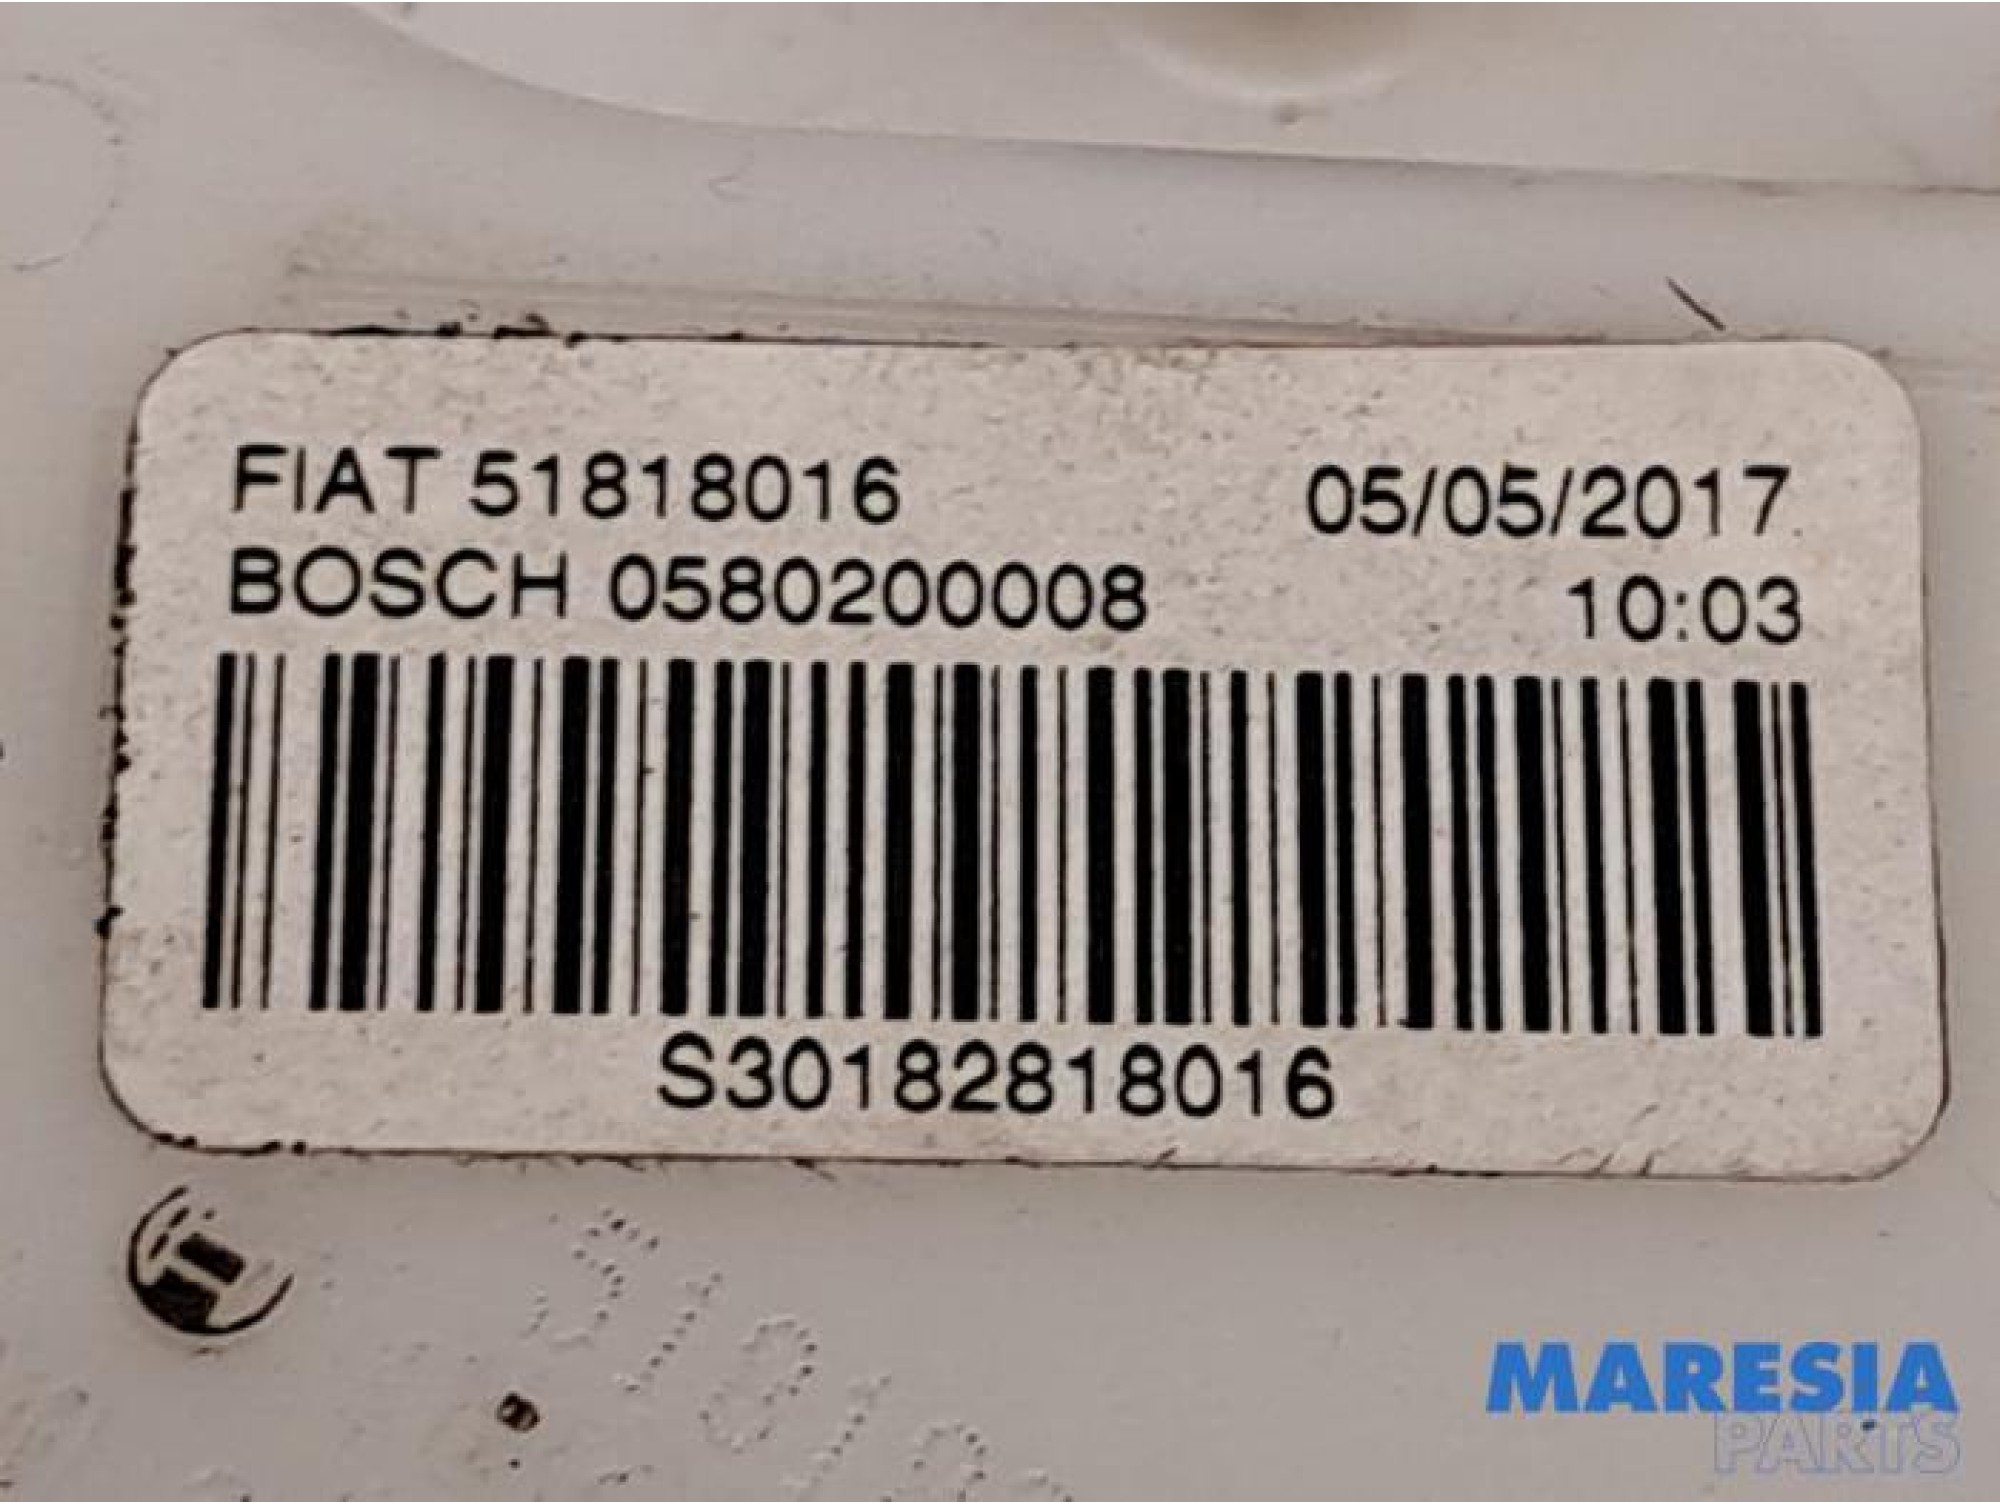 FIAT 51818016 05/05/2017
BOSCH 0580200008 10:03
S30182818016
MARESIA
PARTS